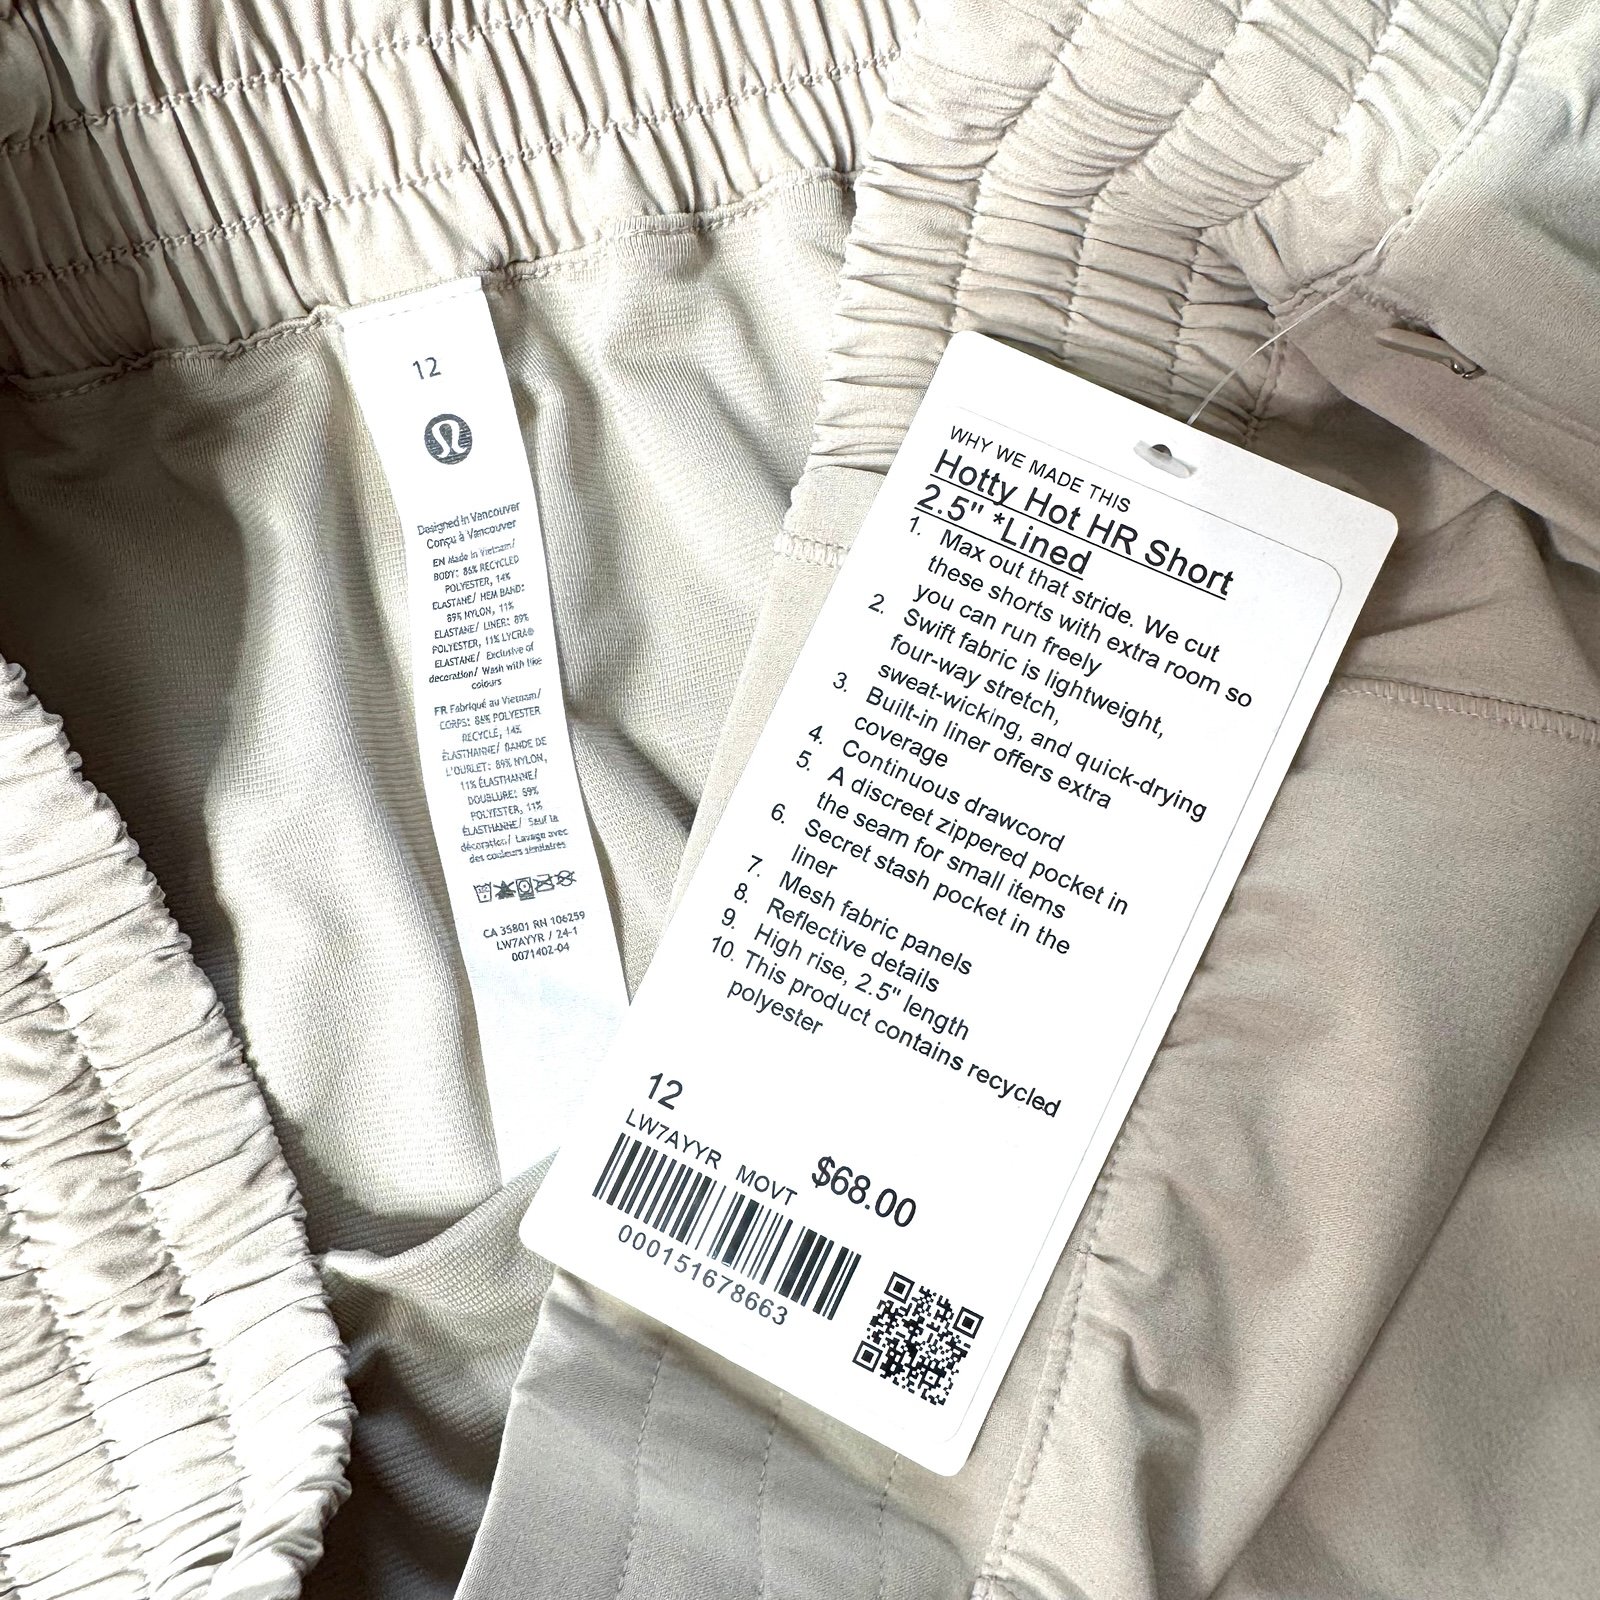 12
Designed in Vancouver
Conçu à Vancouver
EN Made in Vietnam/
BODY: 86% RECYCLED
POLYESTER, 14%
ELASTANE/ HEM BAND:
89% NYLON, 11%
ELASTANE/ LINER: 89%
POLYESTER, 11% LYCRA®
ELASTANE/ Exclusive of
decoration/ Wash with like
colours
FR Fabriqué au Vietnam/
CORPS: 86% POLYESTER
RECYCLE, 14%
ÉLASTHANNE/ BANDE DE
L'OURLET: 89% NYLON,
11% ÉLASTHANNE/
DOUBLURE: 89%
POLYESTER, 11%
ÉLASTHANNE/ Sauf la
décoration/ Lavage avec
des couleurs similaires
CA 35801 RN 106259
LW7AYYR / 24-1
0071402-04
WHY WE MADE THIS
Hotty Hot HR Short
2.5" *Lined
1. Max out that stride. We cut
these shorts with extra room so
you can run freely
2. Swift fabric is lightweight,
four-way stretch,
sweat-wicking, and quick-drying
3. Built-in liner offers extra
coverage
4. Continuous drawcord
5. A discreet zippered pocket in
the seam for small items
6. Secret stash pocket in the
liner
7. Mesh fabric panels
8. Reflective details
9. High rise, 2.5" length
10. This product contains recycled
polyester
12
LW7AYYR MOVT
$68.00
000151678663